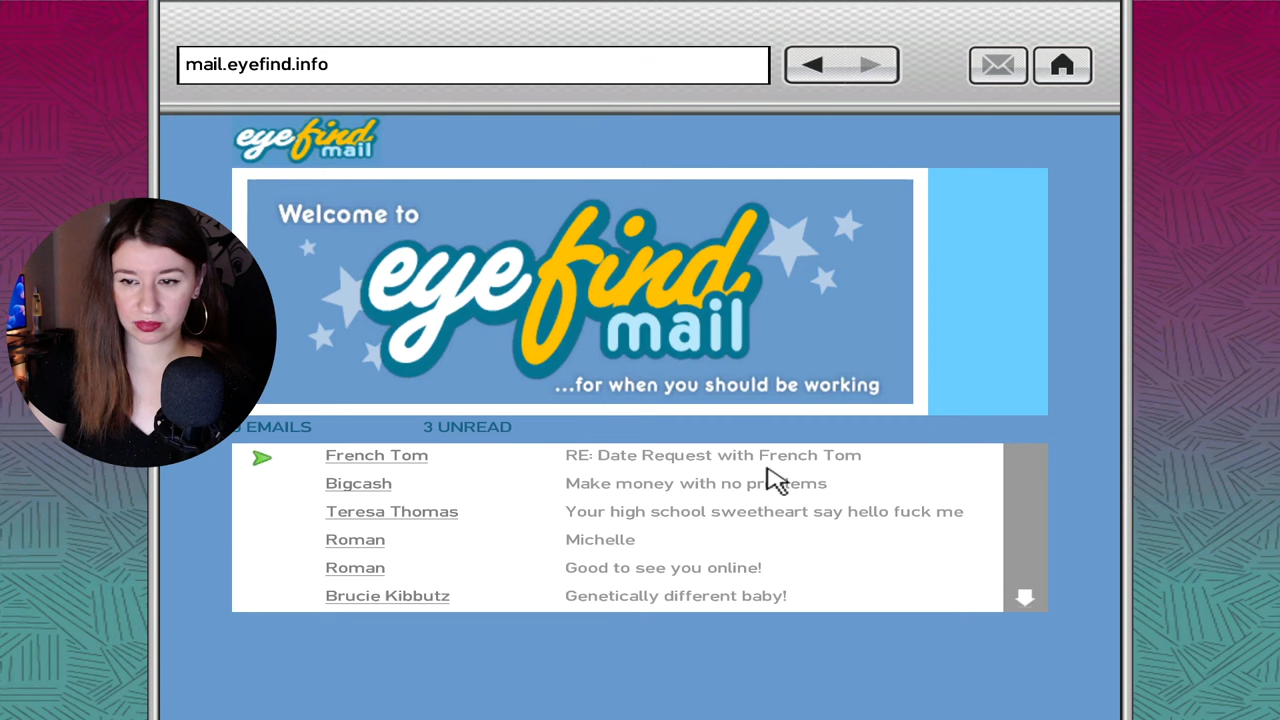 mail.eyefind.info
eyefind mail
Welcome to
eyefind mail
...for when you should be working
EMAILS 3 UNREAD
French Tom RE: Date Request with French Tom
Bigcash Make money with no
Teresa Thomas Your high school sweetheart say hello fuck me
Roman Michelle
Roman Good to see you online!
Brucie Kibbutz Genetically different baby!